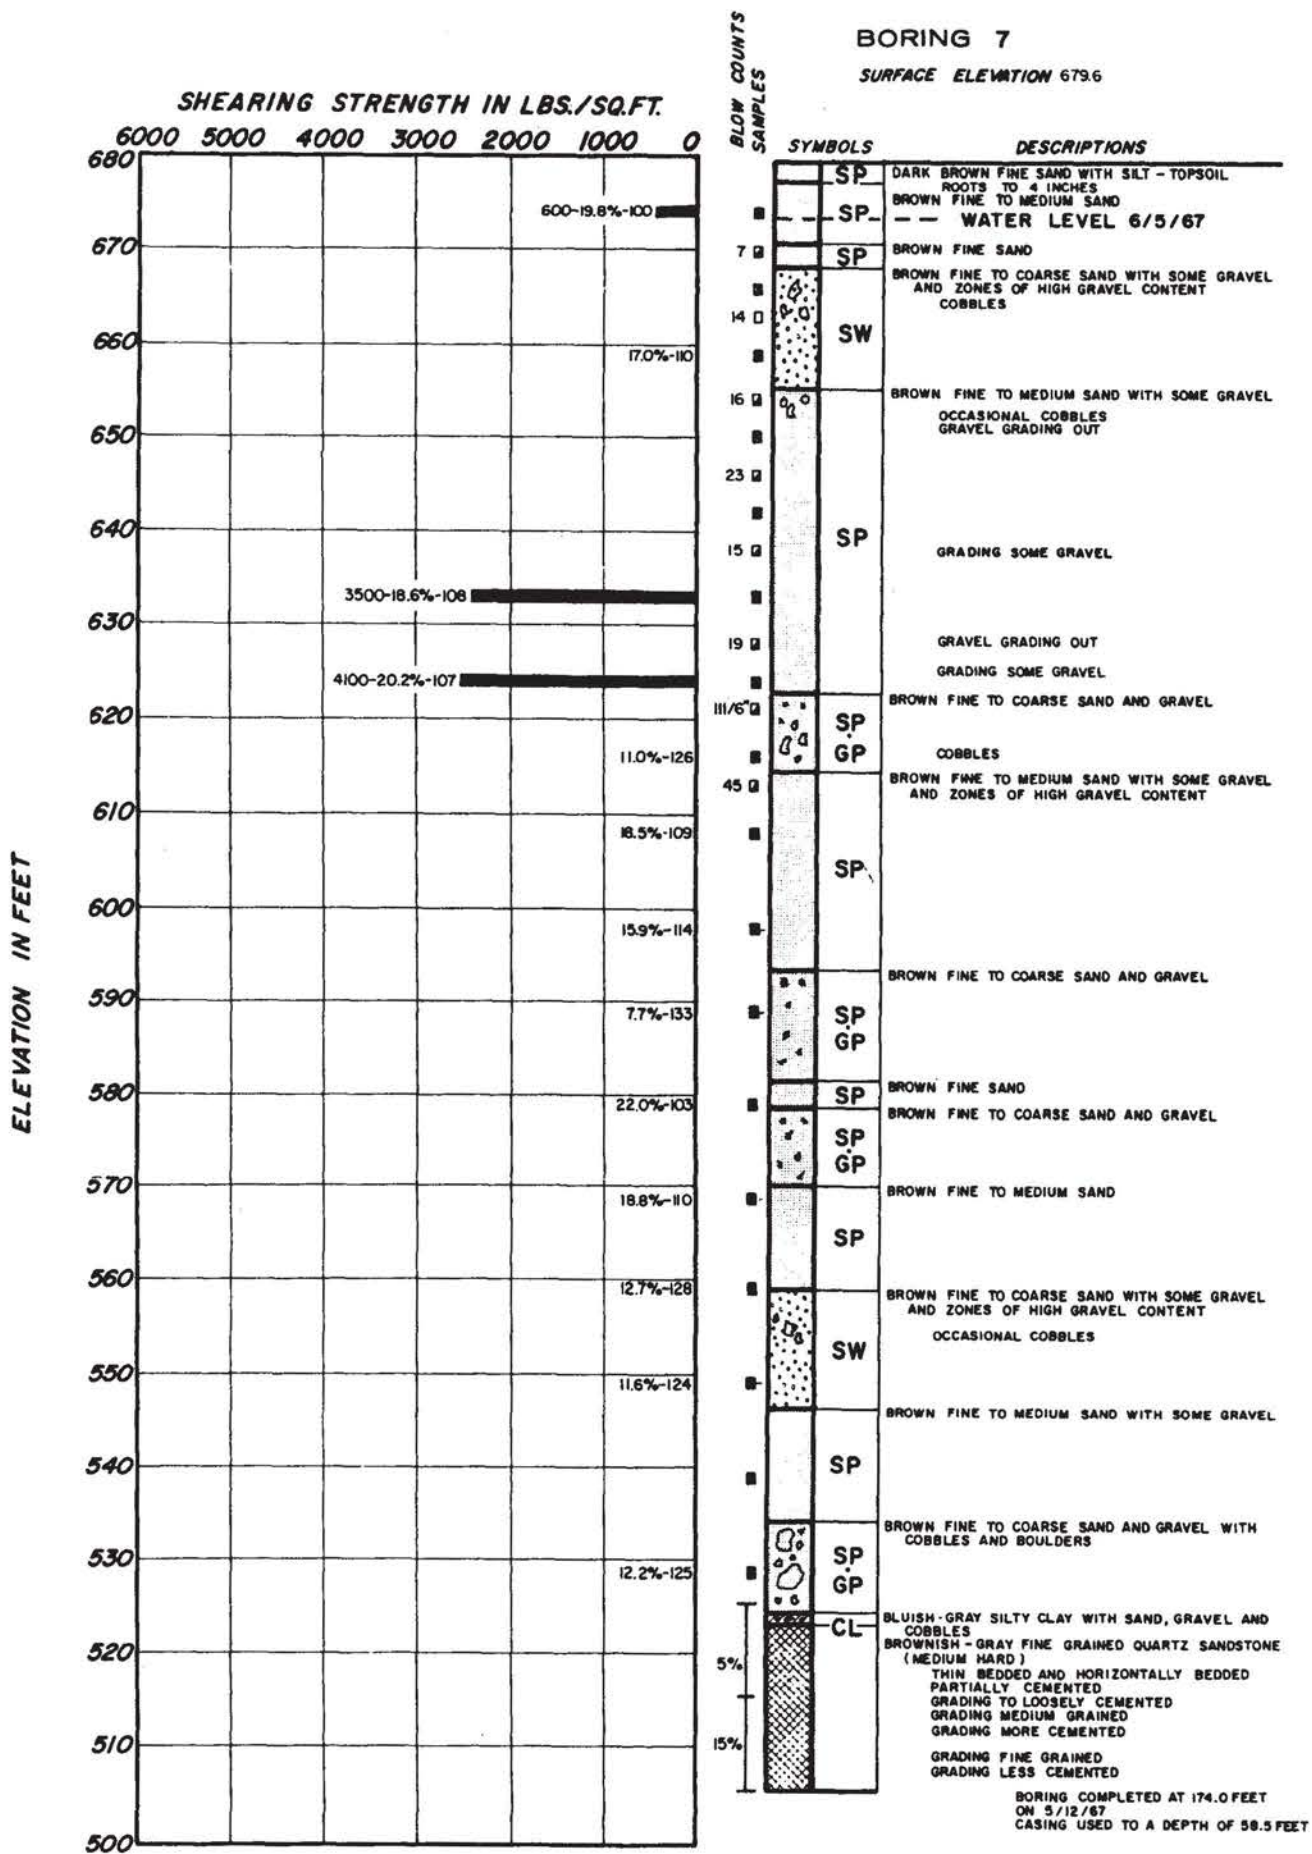 BORING 7
SURFACE ELEVATION 679.6
BLOW COUNTS
SAMPLES
SHEARING STRENGTH IN LBS./SQ.FT.
6000 5000 4000 3000 2000 1000 0
SYMBOLS
DESCRIPTIONS
ELEVATION IN FEET
680
670
660
650
640
630
620
610
600
590
580
570
560
550
540
530
520
510
500
600-19.8%-100
17.0%-110
3500-18.6%-108
4100-20.2%-107
11.0%-126
18.5%-109
15.9%-114
7.7%-133
22.0%-103
18.8%-110
12.7%-128
11.6%-124
12.2%-125
7
14
16
23
15
19
111/6"
45
5%
15%
SP
DARK BROWN FINE SAND WITH SILT - TOPSOIL
ROOTS TO 4 INCHES
SP
BROWN FINE TO MEDIUM SAND
WATER LEVEL 6/5/67
SP
BROWN FINE SAND
SW
BROWN FINE TO COARSE SAND WITH SOME GRAVEL
AND ZONES OF HIGH GRAVEL CONTENT
COBBLES
SP
BROWN FINE TO MEDIUM SAND WITH SOME GRAVEL
OCCASIONAL COBBLES
GRAVEL GRADING OUT
GRADING SOME GRAVEL
GRAVEL GRADING OUT
GRADING SOME GRAVEL
SP
GP
BROWN FINE TO COARSE SAND AND GRAVEL
COBBLES
SP
BROWN FINE TO MEDIUM SAND WITH SOME GRAVEL
AND ZONES OF HIGH GRAVEL CONTENT
SP
GP
BROWN FINE TO COARSE SAND AND GRAVEL
SP
BROWN FINE SAND
SP
GP
BROWN FINE TO COARSE SAND AND GRAVEL
SP
BROWN FINE TO MEDIUM SAND
SW
BROWN FINE TO COARSE SAND WITH SOME GRAVEL
AND ZONES OF HIGH GRAVEL CONTENT
OCCASIONAL COBBLES
SP
BROWN FINE TO MEDIUM SAND WITH SOME GRAVEL
SP
GP
BROWN FINE TO COARSE SAND AND GRAVEL WITH
COBBLES AND BOULDERS
CL
BLUISH-GRAY SILTY CLAY WITH SAND, GRAVEL AND
COBBLES
BROWNISH - GRAY FINE GRAINED QUARTZ SANDSTONE
(MEDIUM HARD)
THIN BEDDED AND HORIZONTALLY BEDDED
PARTIALLY CEMENTED
GRADING TO LOOSELY CEMENTED
GRADING MEDIUM GRAINED
GRADING MORE CEMENTED
GRADING FINE GRAINED
GRADING LESS CEMENTED
BORING COMPLETED AT 174.0 FEET
ON 5/12/67
CASING USED TO A DEPTH OF 58.5 FEET